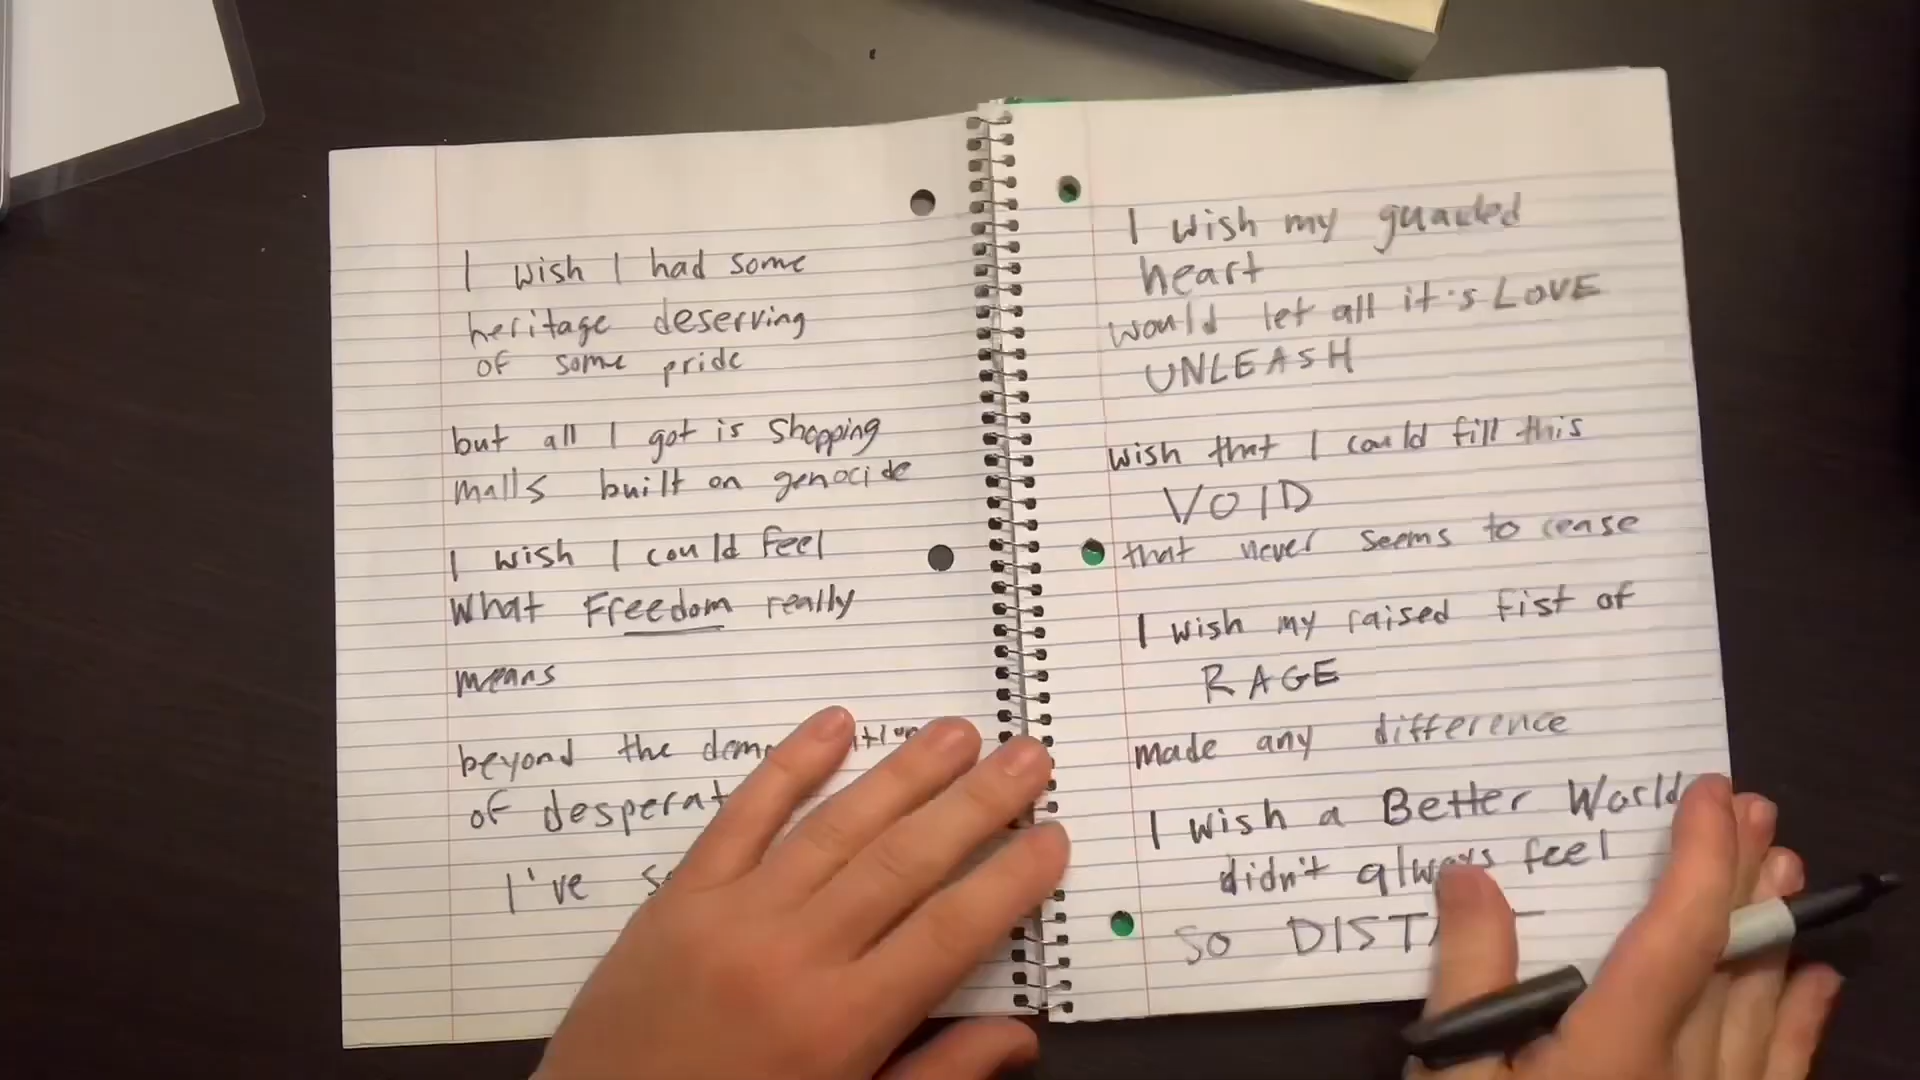 I wish I had some
heritage deserving
of some pride
but all I got is shopping
malls built on genocide
I wish I could feel
what Freedom really
means
beyond the
of
I've
I wish my guarded
heart
would let all it's LOVE
UNLEASH
wish that I could fill this
VOID
that never seems to cease
I wish my raised fist of
RAGE
made any difference
I wish a Better World
didn't always feel
so